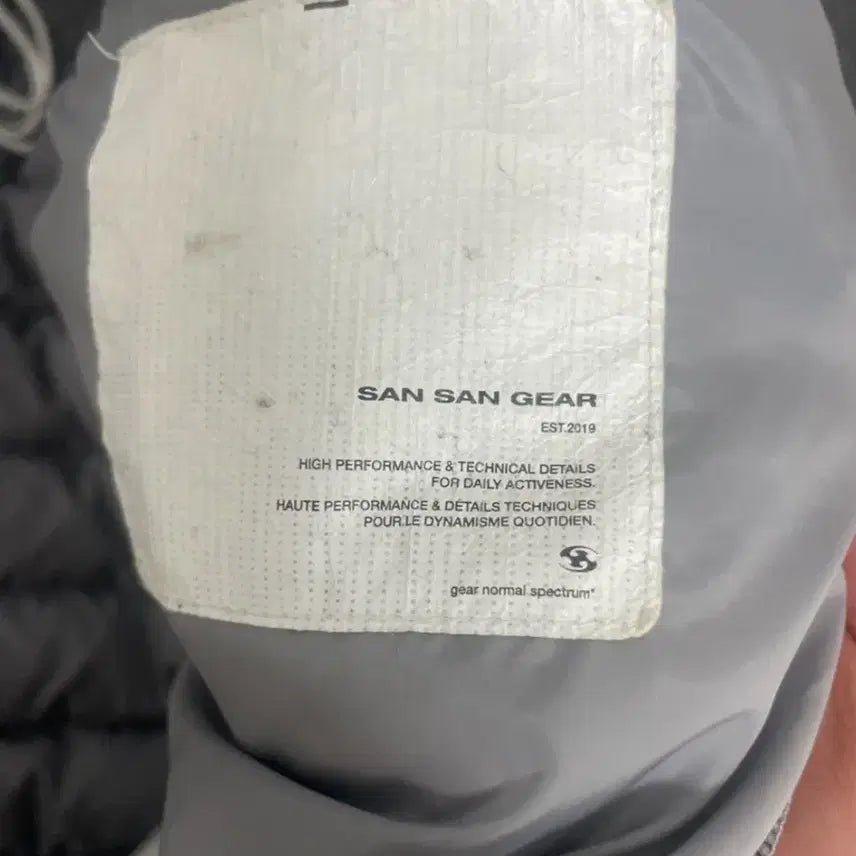 SAN SAN GEAR
EST.2019
HIGH PERFORMANCE & TECHNICAL DETAILS
FOR DAILY ACTIVENESS.
HAUTE PERFORMANCE & DÉTAILS TECHNIQUES
POUR LE DYNAMISME QUOTIDIEN.
gear normal spectrum*